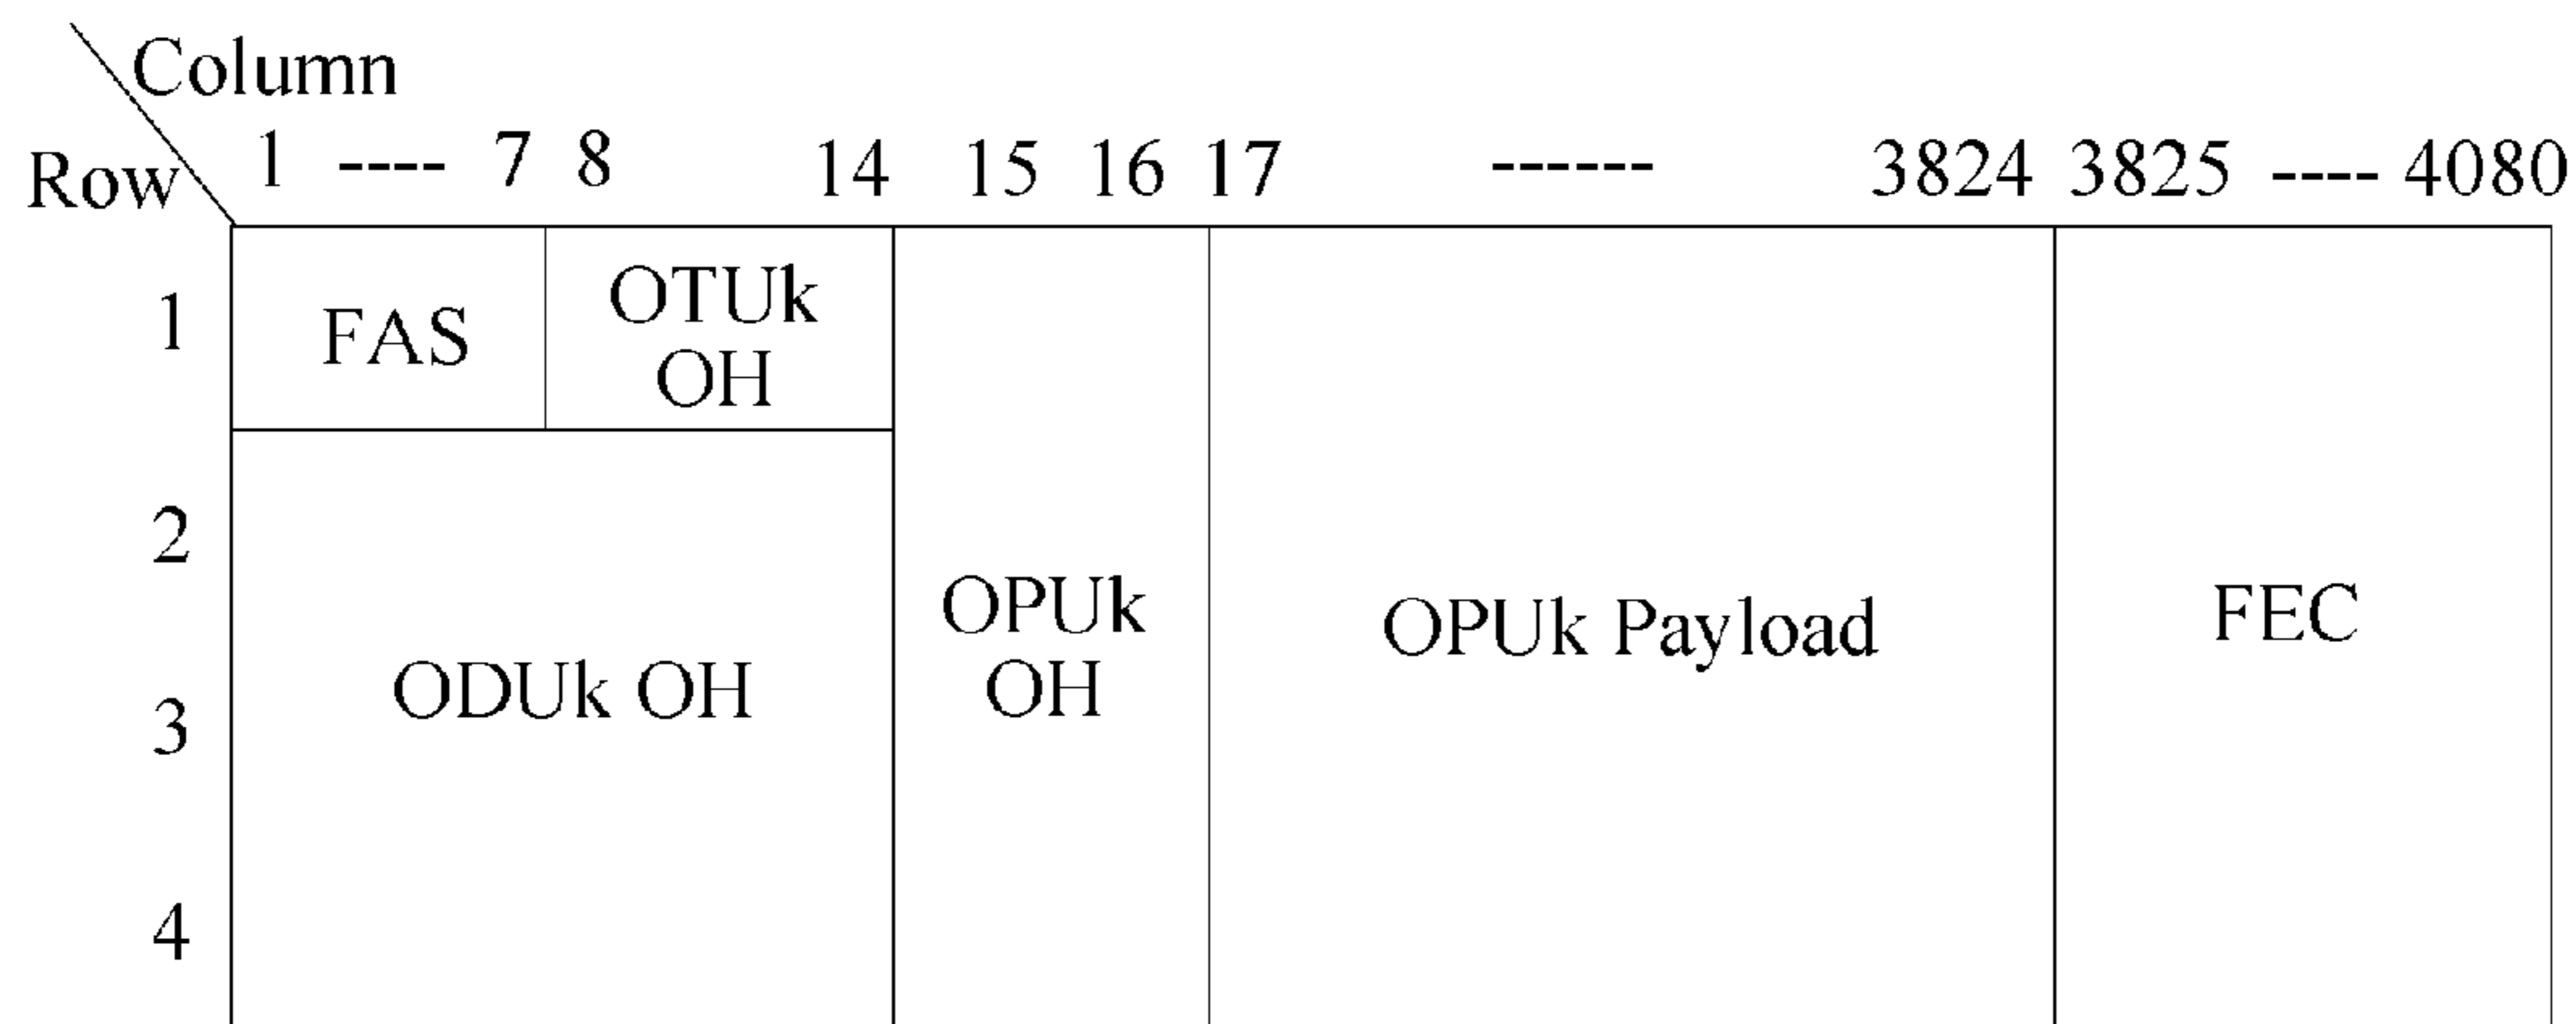 Column
Row 1 ---- 7 8 14 15 16 17 ------ 3824 3825 ---- 4080
1 FAS OTUk
OH
2
OPUk
OH
OPUk Payload
FEC
ODUk OH
3
4